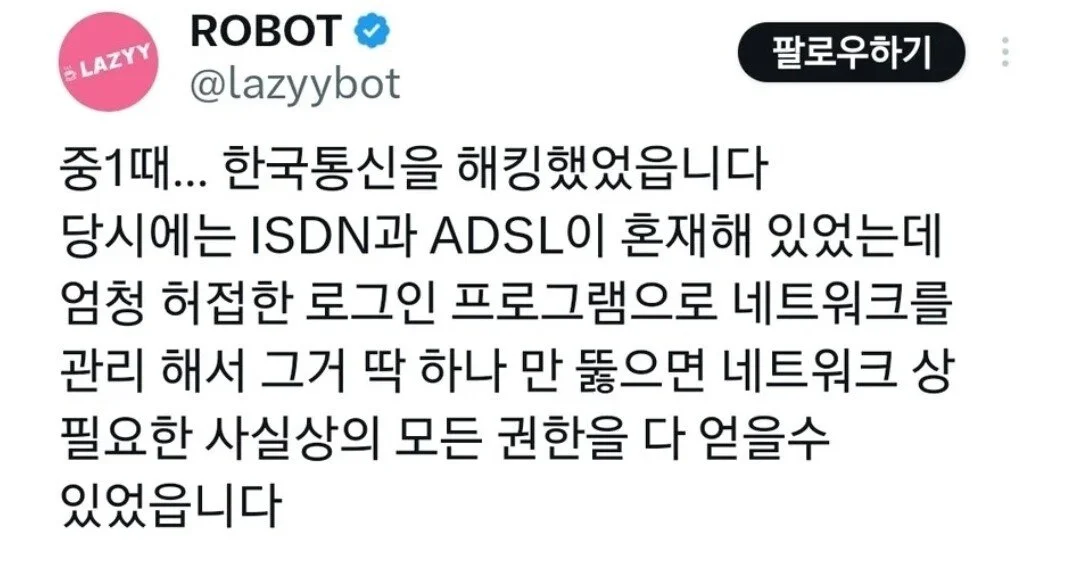 LAZYY
ROBOT
@lazyybot
팔로우하기
중1때... 한국통신을 해킹했었읍니다
당시에는 ISDN과 ADSL이 혼재해 있었는데
엄청 허접한 로그인 프로그램으로 네트워크를
관리 해서 그거 딱 하나 만 뚫으면 네트워크 상
필요한 사실상의 모든 권한을 다 얻을수
있었읍니다